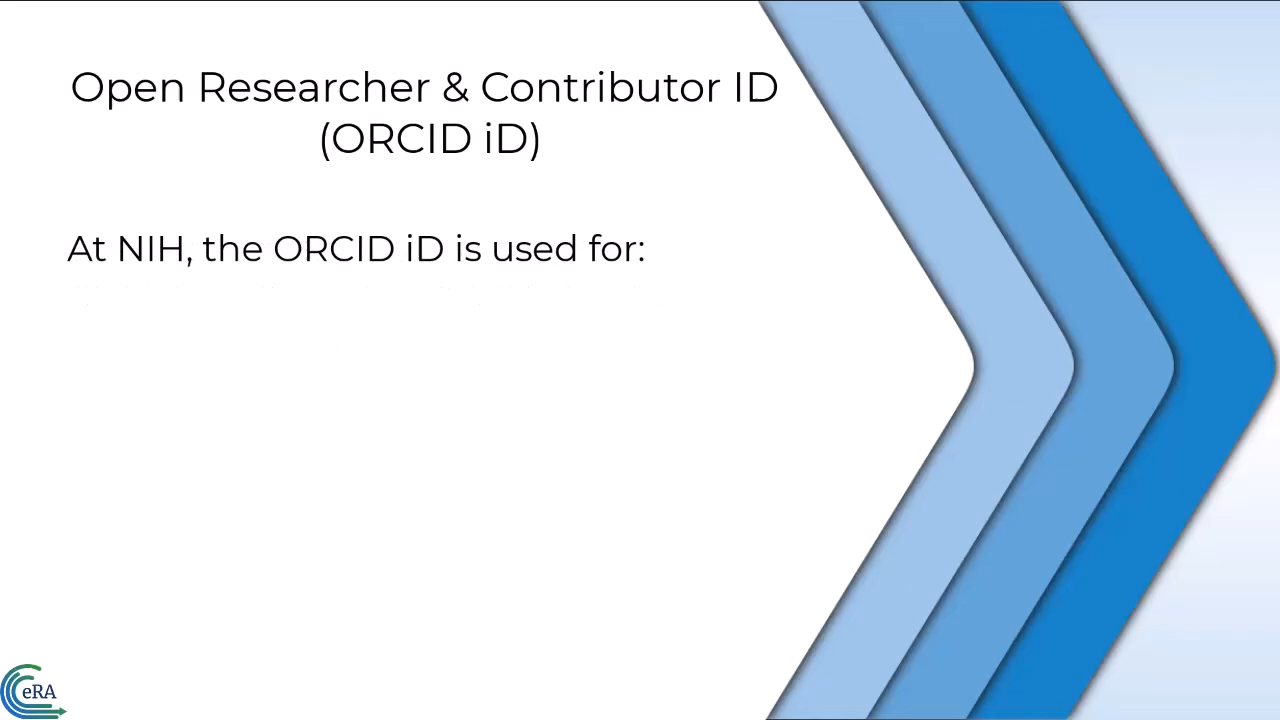 Open Researcher & Contributor ID
(ORCID iD)
At NIH, the ORCID iD is used for:
eRA